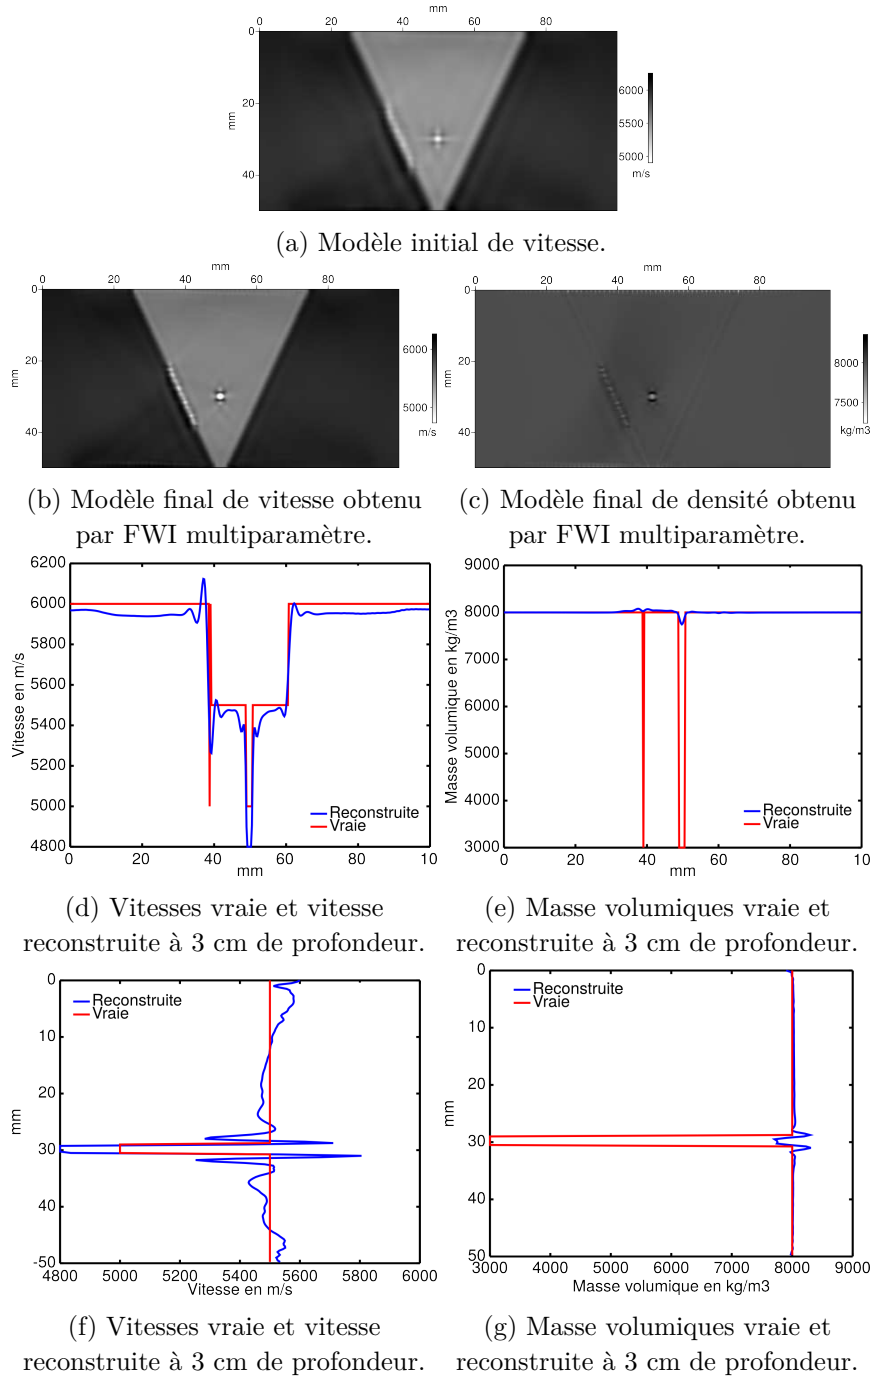 mm
0 20 40 60 80
0
20
40
mm
6000
5500
5000
m/s
(a) Modèle initial de vitesse.
mm
0 20 40 60 80
0
20
40
mm
6000
5000
m/s
mm
0 20 40 60 80
0
20
40
mm
8000
7500
kg/m3
(b) Modèle final de vitesse obtenu
par FWI multiparamètre.
(c) Modèle final de densité obtenu
par FWI multiparamètre.
6200
6000
5800
5600
5400
5200
5000
4800
Vitesse en m/s
Reconstruite
Vraie
0 20 40 60 80 10
mm
9000
8000
7000
6000
5000
4000
3000
Masse volumique en kg/m3
Reconstruite
Vraie
0 20 40 60 80 10
mm
(d) Vitesses vraie et vitesse
reconstruite à 3 cm de profondeur.
(e) Masse volumiques vraie et
reconstruite à 3 cm de profondeur.
0
10
20
30
40
-50
mm
Reconstruite
Vraie
4800 5000 5200 5400 5600 5800 6000
Vitesse en m/s
0
10
20
30
40
50
mm
Reconstruite
Vraie
3000 4000 5000 6000 7000 8000 9000
Masse volumique en kg/m3
(f) Vitesses vraie et vitesse
reconstruite à 3 cm de profondeur.
(g) Masse volumiques vraie et
reconstruite à 3 cm de profondeur.